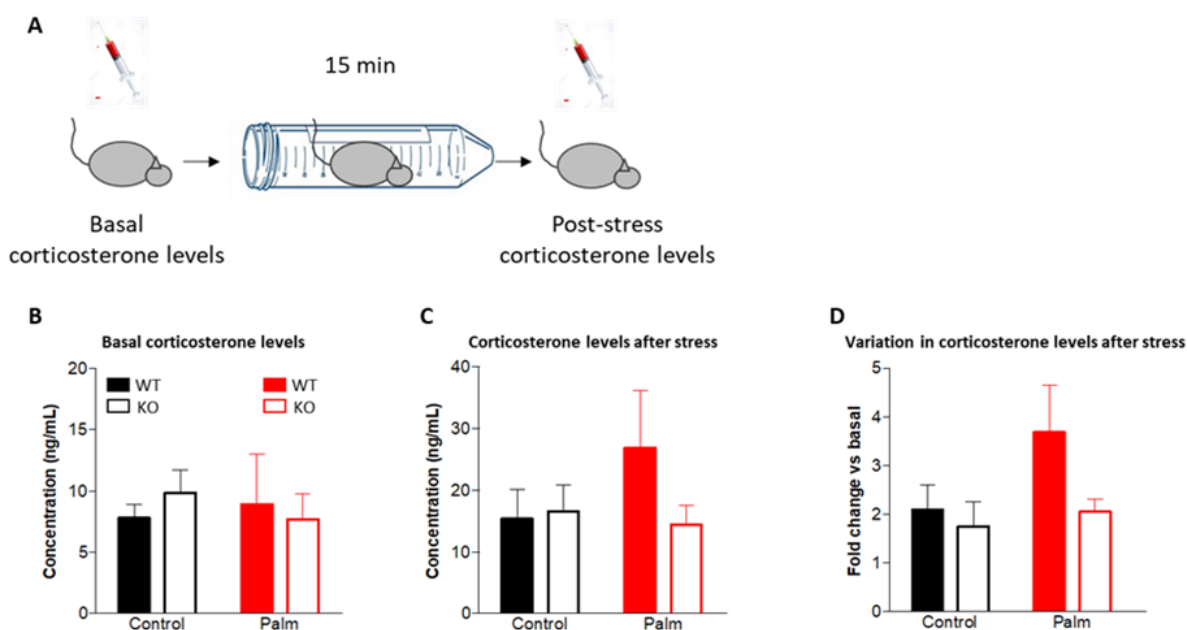 A
15 min
Basal
corticosterone levels
Post-stress
corticosterone levels
B
Basal corticosterone levels
Concentration (ng/mL)
20
15
10
5
0
WT
KO
WT
KO
Control
Palm
C
Corticosterone levels after stress
Concentration (ng/mL)
40
30
20
10
0
Control
Palm
D
Variation in corticosterone levels after stress
Fold change vs basal
5
4
3
2
1
0
Control
Palm